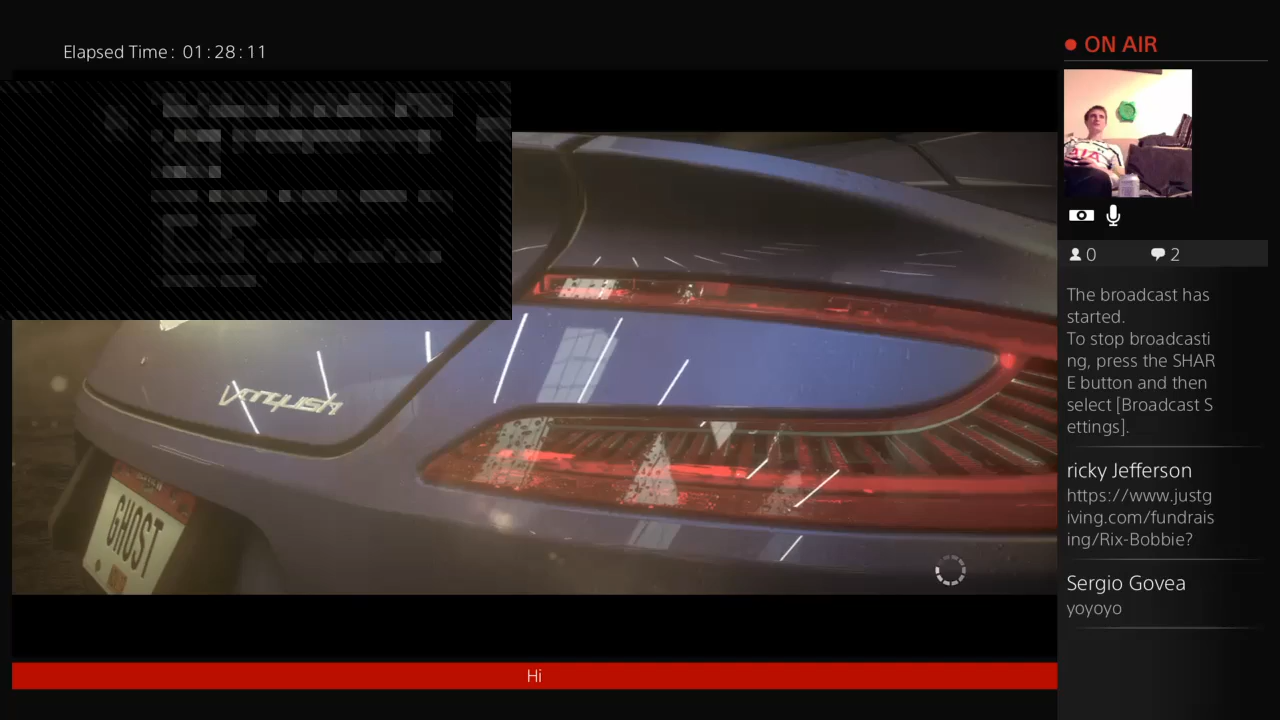 Elapsed Time: 01:28:11
ON AIR
0
2
The broadcast has
started.
To stop broadcasti
ng, press the SHAR
E button and then
select [Broadcast S
ettings].
ricky Jefferson
https://www.justg
iving.com/fundrais
ing/Rix-Bobbie?
Sergio Govea
yoyoyo
VANQUISH
GHOST
Hi